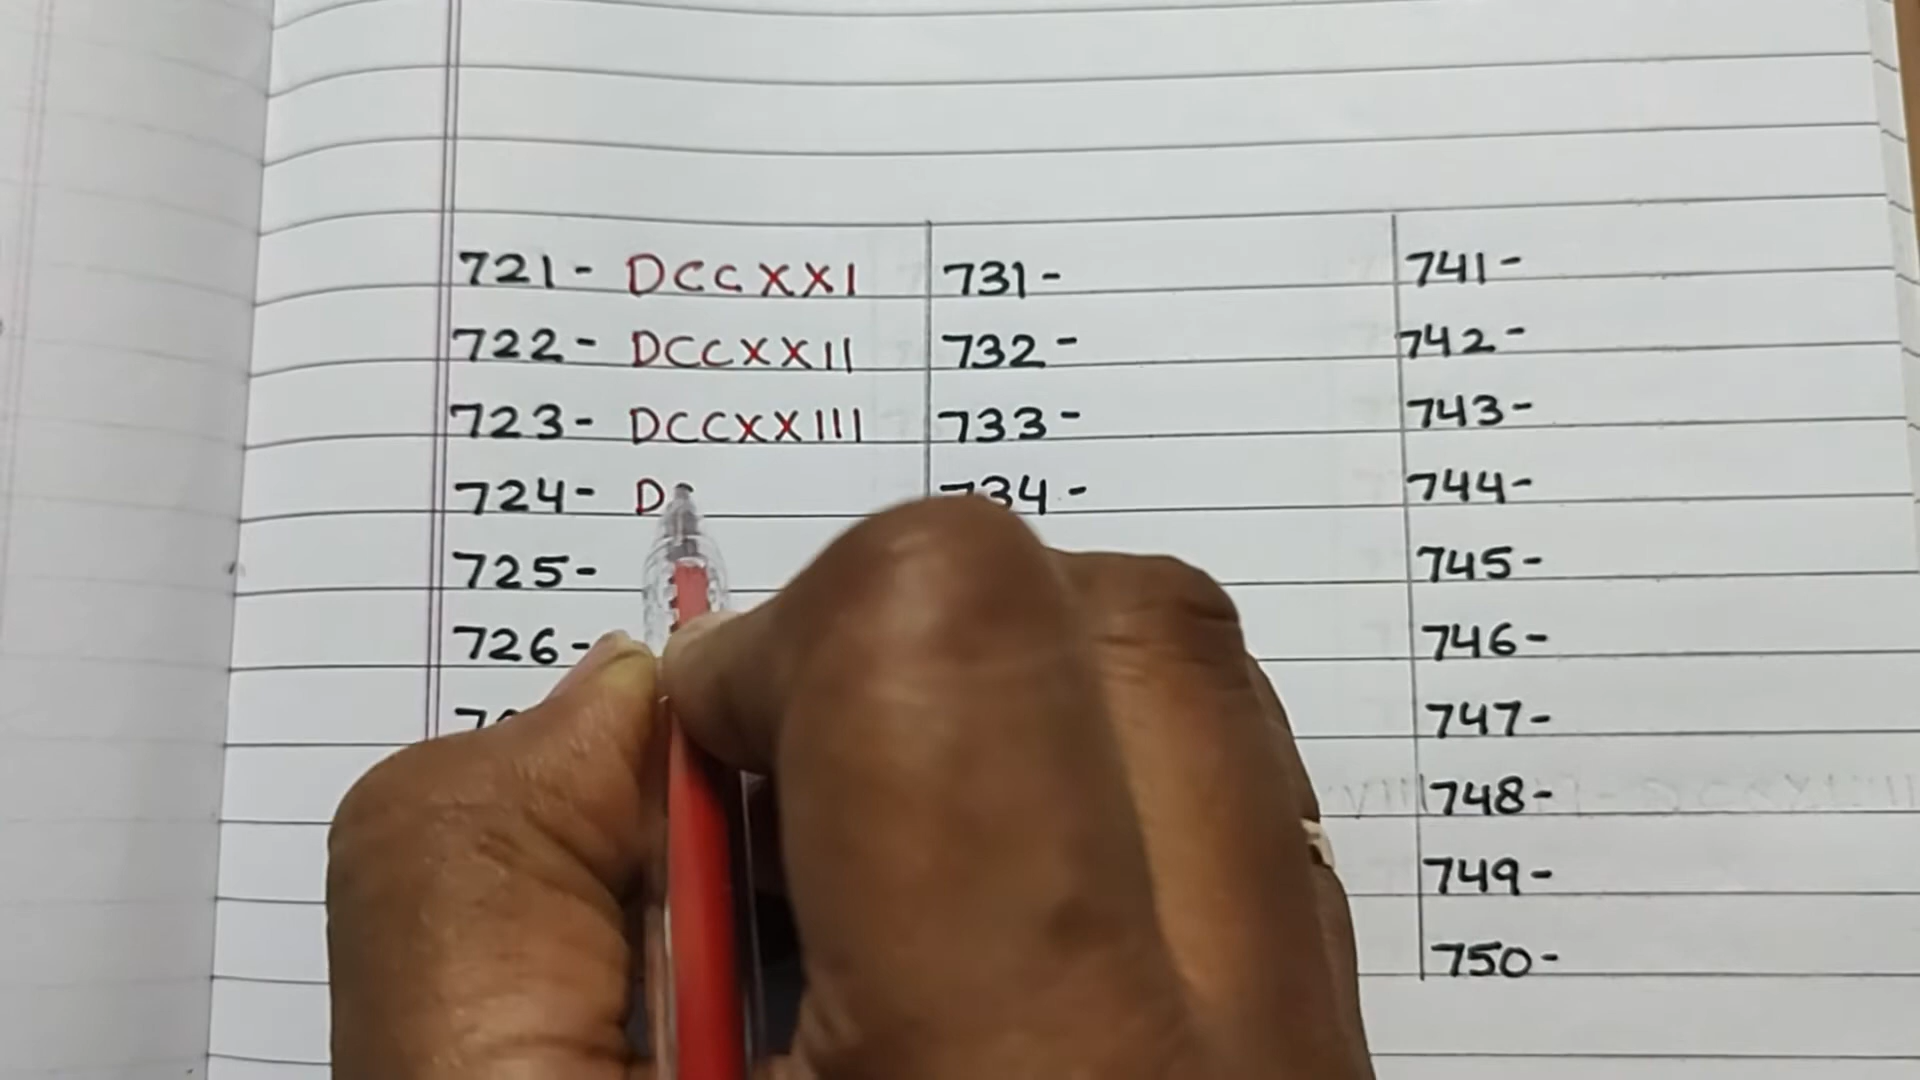 721- DCCXXI 731- 741-
722- DCCXXII 732- 742-
723- DCCXXIII 733- 743-
724- D 734- 744-
725- 745-
726- 746-
747-
748-
749-
750-